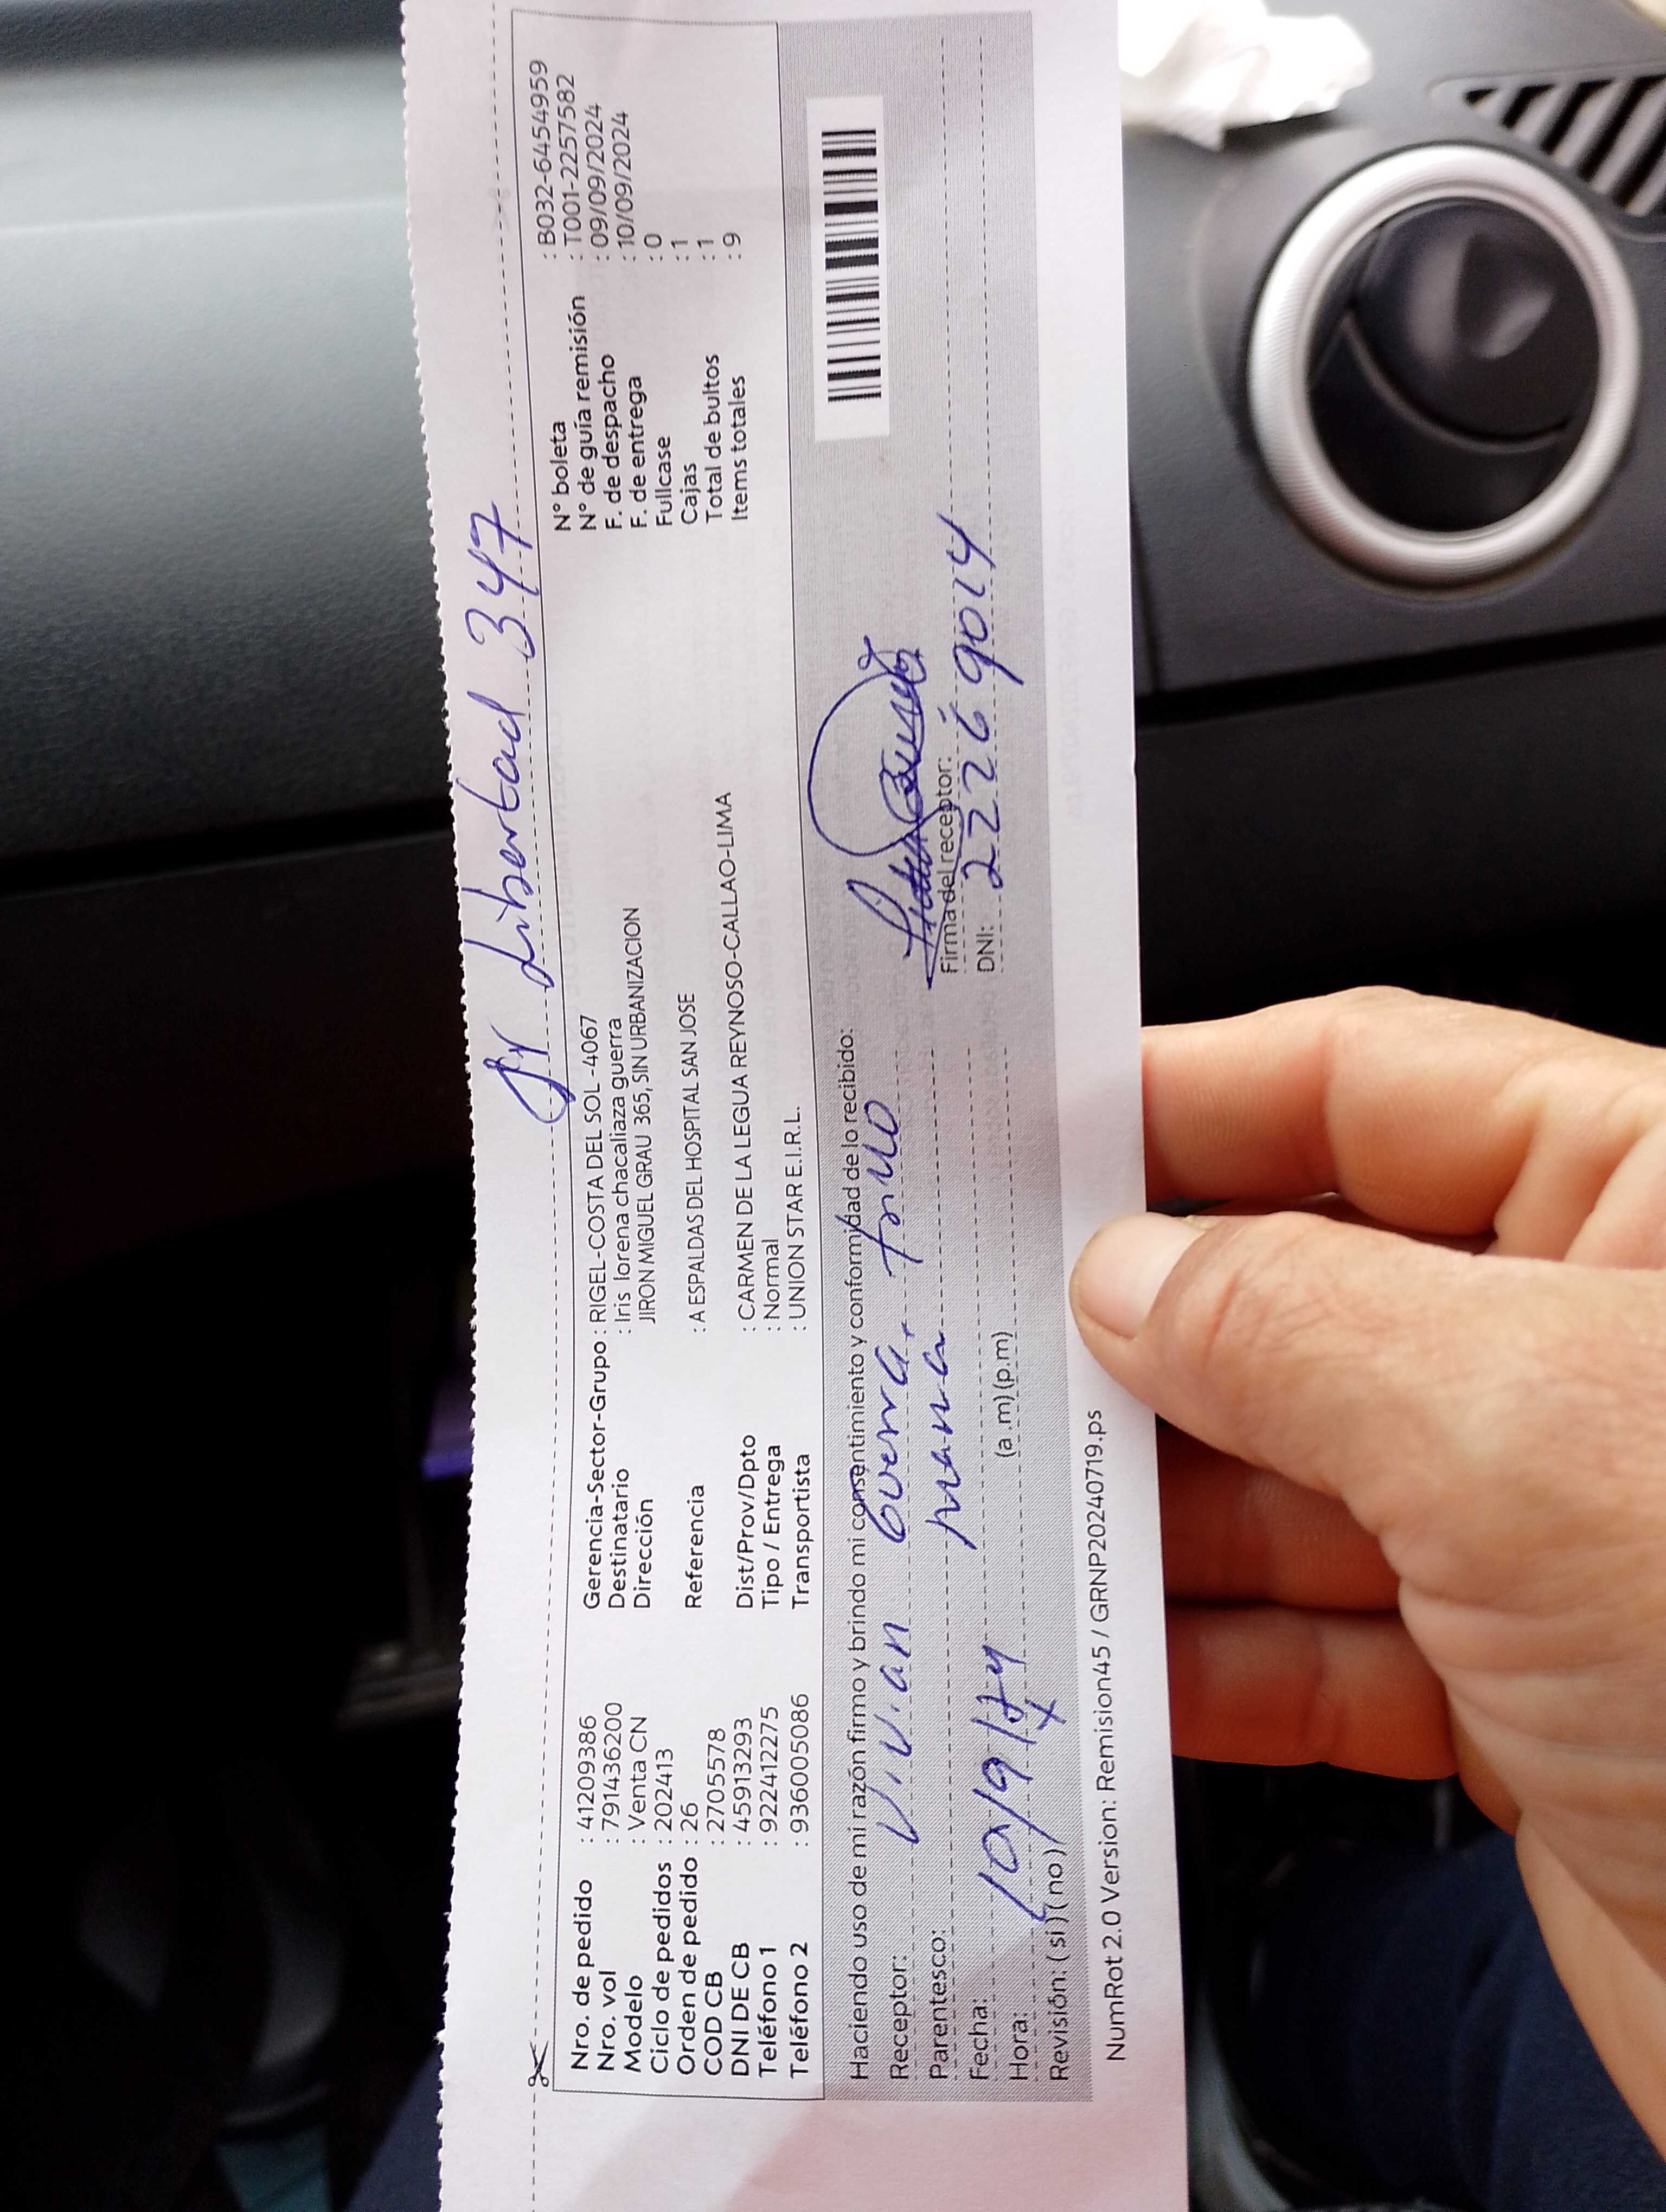 Jr Libertad 347
Nro. de pedido : 41209386
Nro. vol : 791436200
Modelo : Venta CN
Ciclo de pedidos : 202413
Orden de pedido : 26
COD CB : 2705578
DNI DE CB : 45913293
Teléfono 1 : 922412275
Teléfono 2 : 936005086
Gerencia-Sector-Grupo : RIGEL-COSTA DEL SOL -4067
Destinatario : Iris lorena chacaliaza guerra
Dirección JIRON MIGUEL GRAU 365, SIN URBANIZACION
Referencia : A ESPALDAS DEL HOSPITAL SAN JOSE
Dist/Prov/Dpto : CARMEN DE LA LEGUA REYNOSO-CALLAO-LIMA
Tipo / Entrega : Normal
Transportista : UNION STAR E.I.R.L.
N° boleta : B032-64549599
N° de guía remisión : T001-2257582
F. de despacho : 09/09/2024
F. de entrega : 10/09/2024
Fullcase : 0
Cajas : 1
Total de bultos : 1
Items totales : 9
Haciendo uso de mi razón firmo y brindo mi consentimiento y conformidad de lo recibido:
Receptor: Vivian Guerra
Parentesco: mama
Fecha: 10/9/24
Hora: (a.m) (p.m)
Revisión: (si) (no)
Firma del receptor:
DNI: 22269014
NumRot 2.0 Version: Remision45 / GRNP20240719.ps